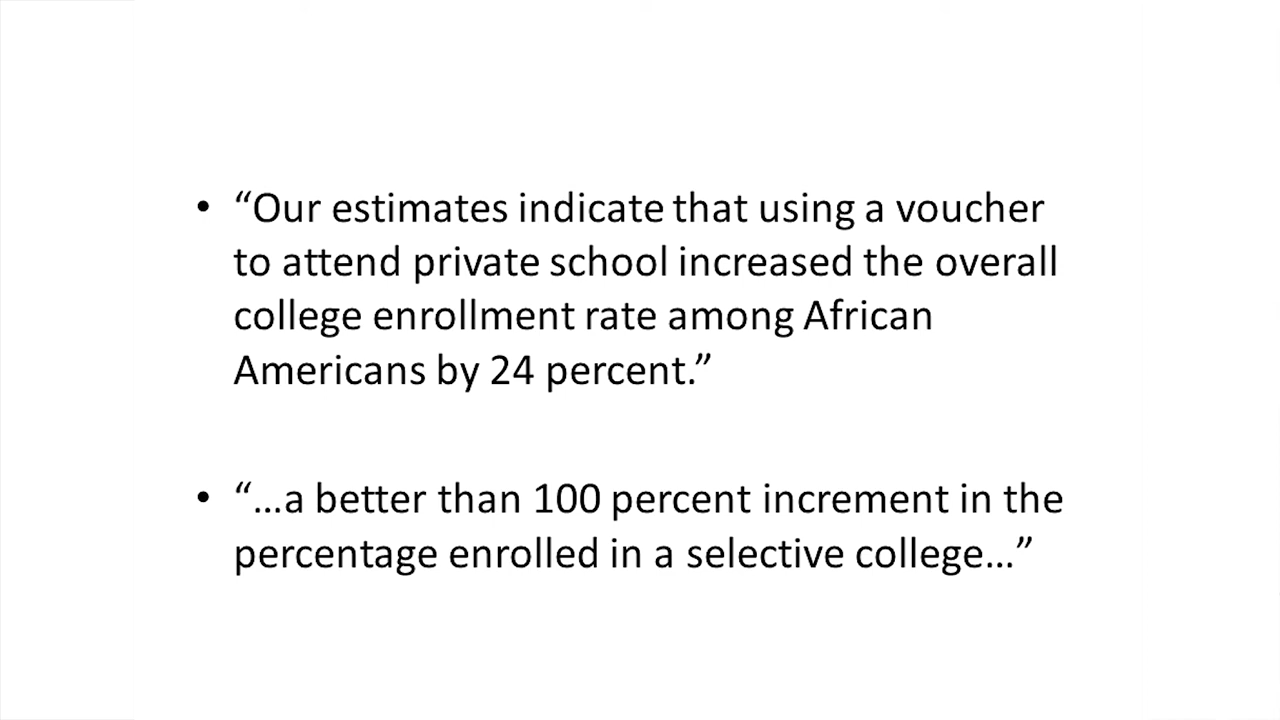 • “Our estimates indicate that using a voucher
to attend private school increased the overall
college enrollment rate among African
Americans by 24 percent.”
• “…a better than 100 percent increment in the
percentage enrolled in a selective college…”